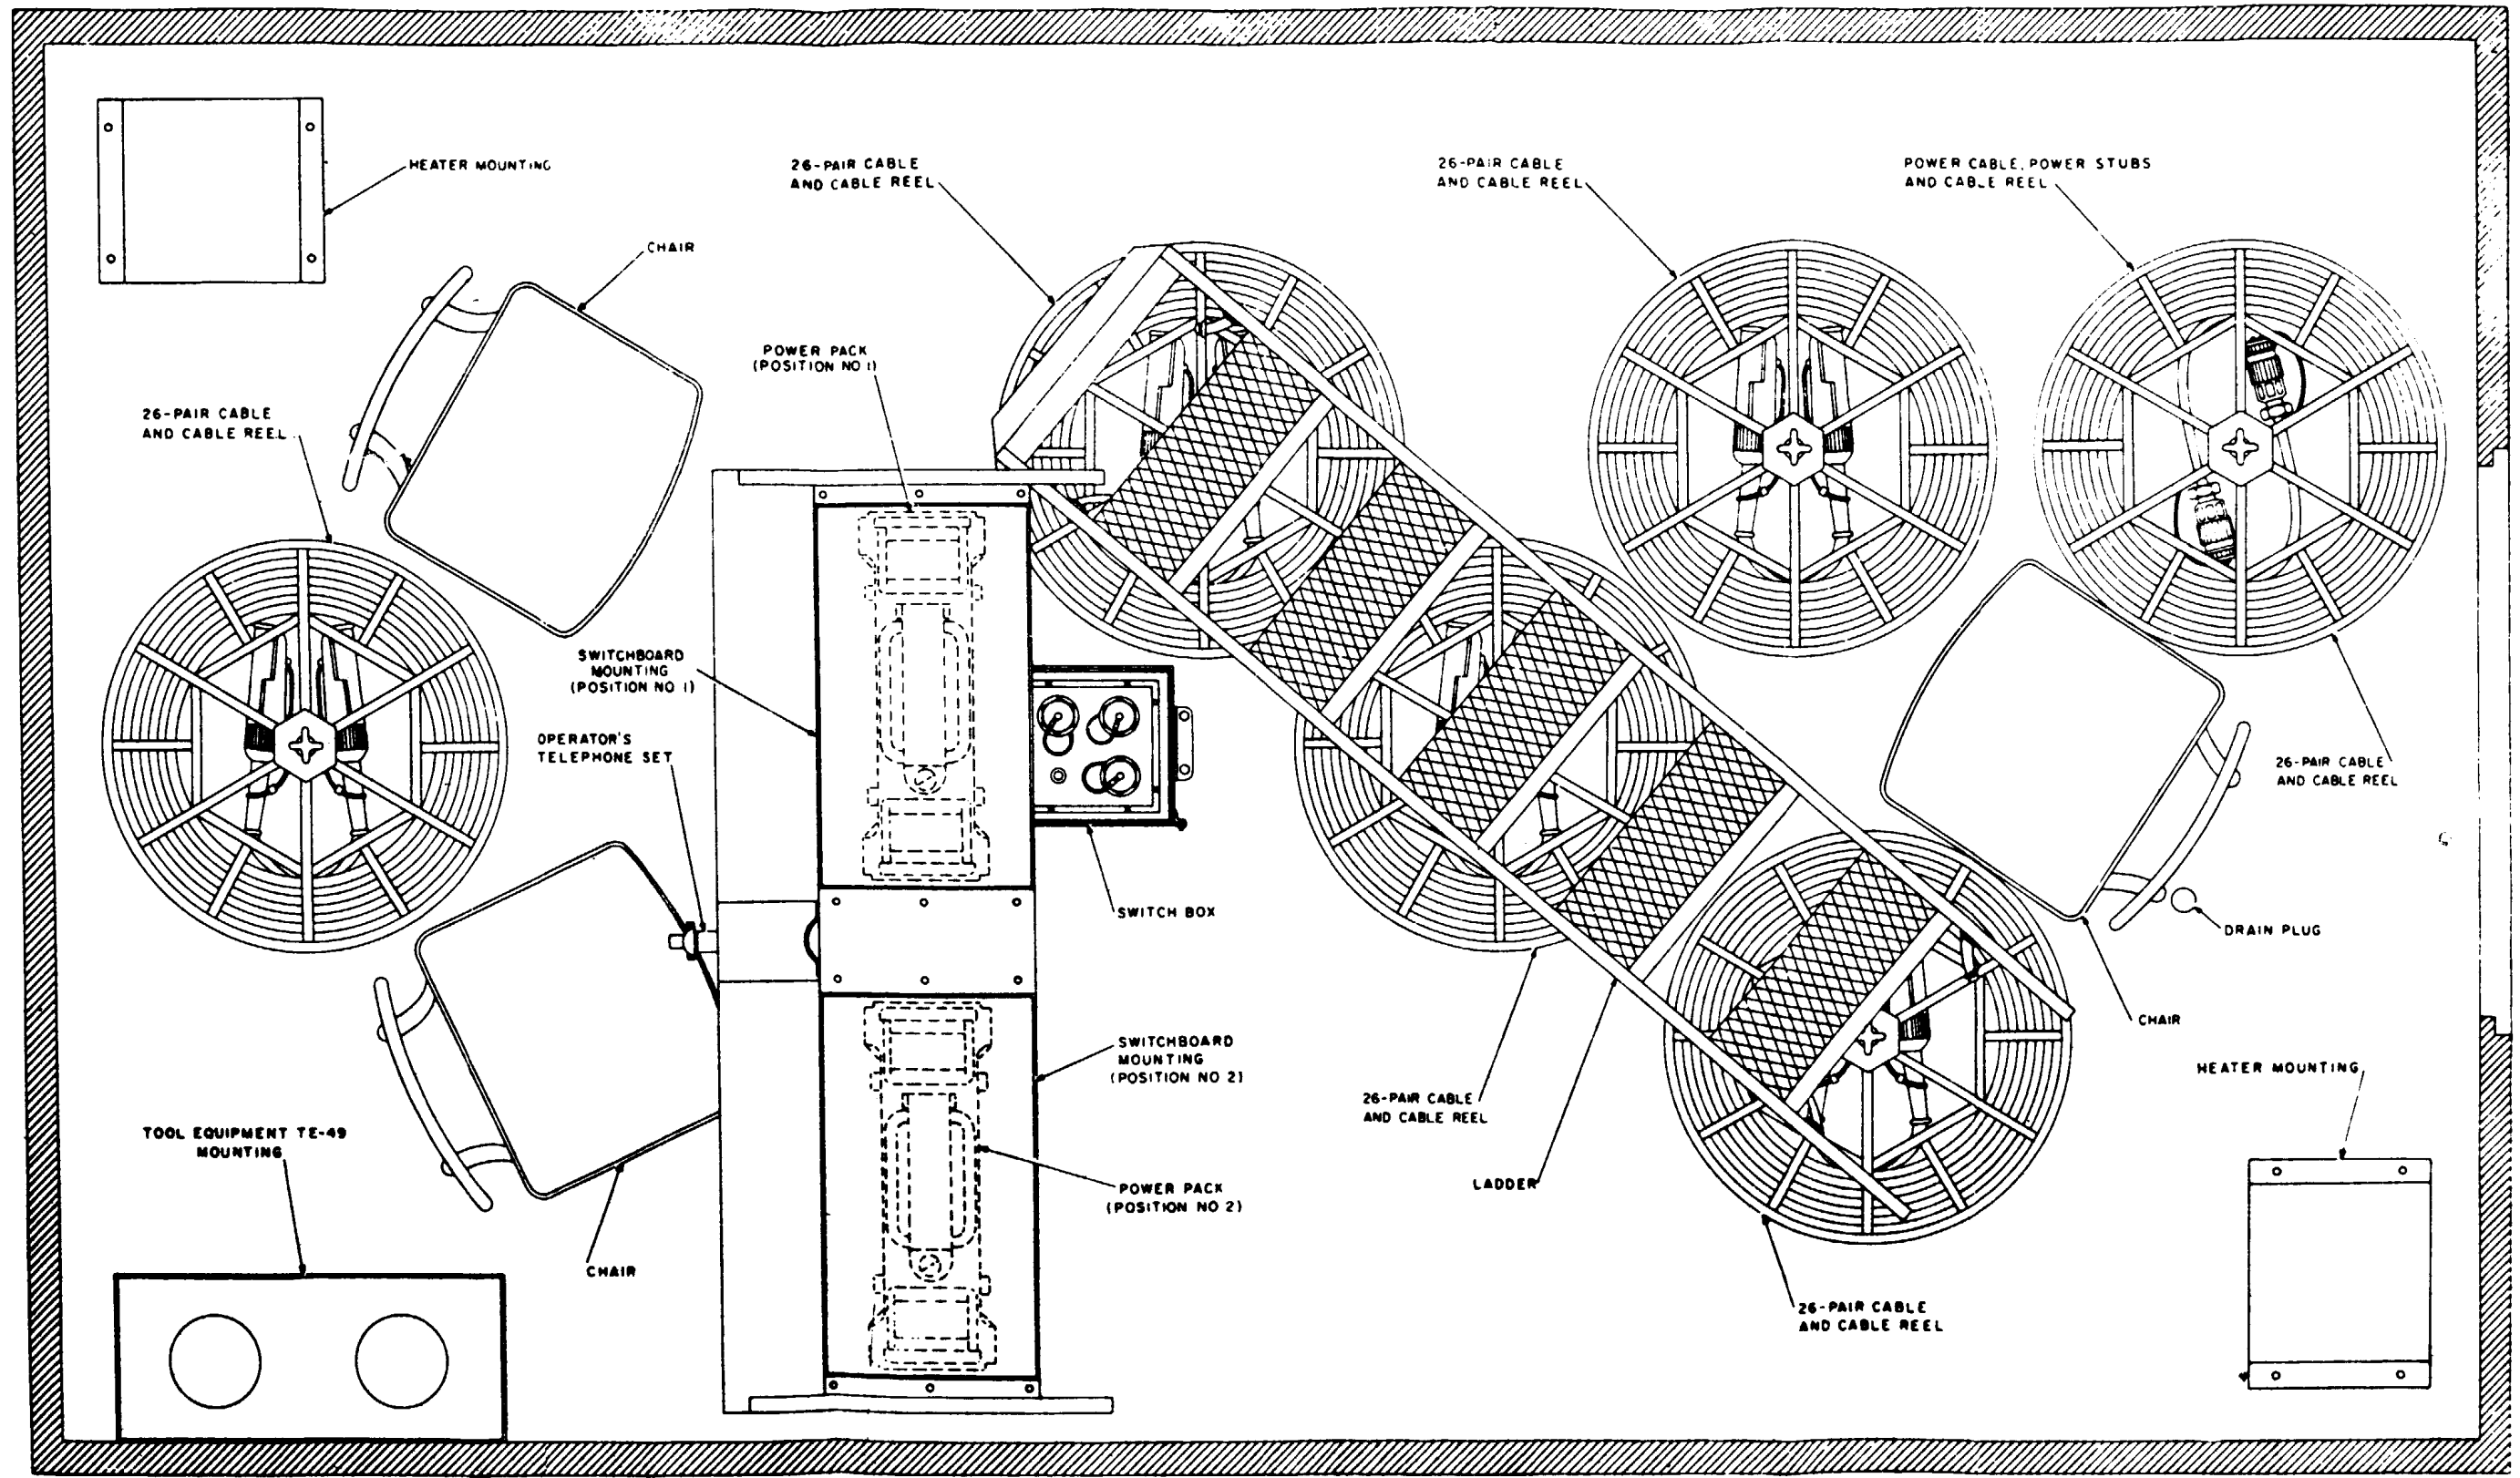 HEATER MOUNTING
26-PAIR CABLE
AND CABLE REEL
26-PAIR CABLE
AND CABLE REEL
POWER CABLE, POWER STUBS
AND CABLE REEL
CHAIR
POWER PACK
(POSITION NO 1)
26-PAIR CABLE
AND CABLE REEL
SWITCHBOARD
MOUNTING
(POSITION NO 1)
OPERATOR'S
TELEPHONE SET
26-PAIR CABLE
AND CABLE REEL
SWITCH BOX
DRAIN PLUG
CHAIR
SWITCHBOARD
MOUNTING
(POSITION NO 2)
HEATER MOUNTING
26-PAIR CABLE
AND CABLE REEL
TOOL EQUIPMENT TE-49
MOUNTING
LADDER
POWER PACK
(POSITION NO 2)
CHAIR
26-PAIR CABLE
AND CABLE REEL